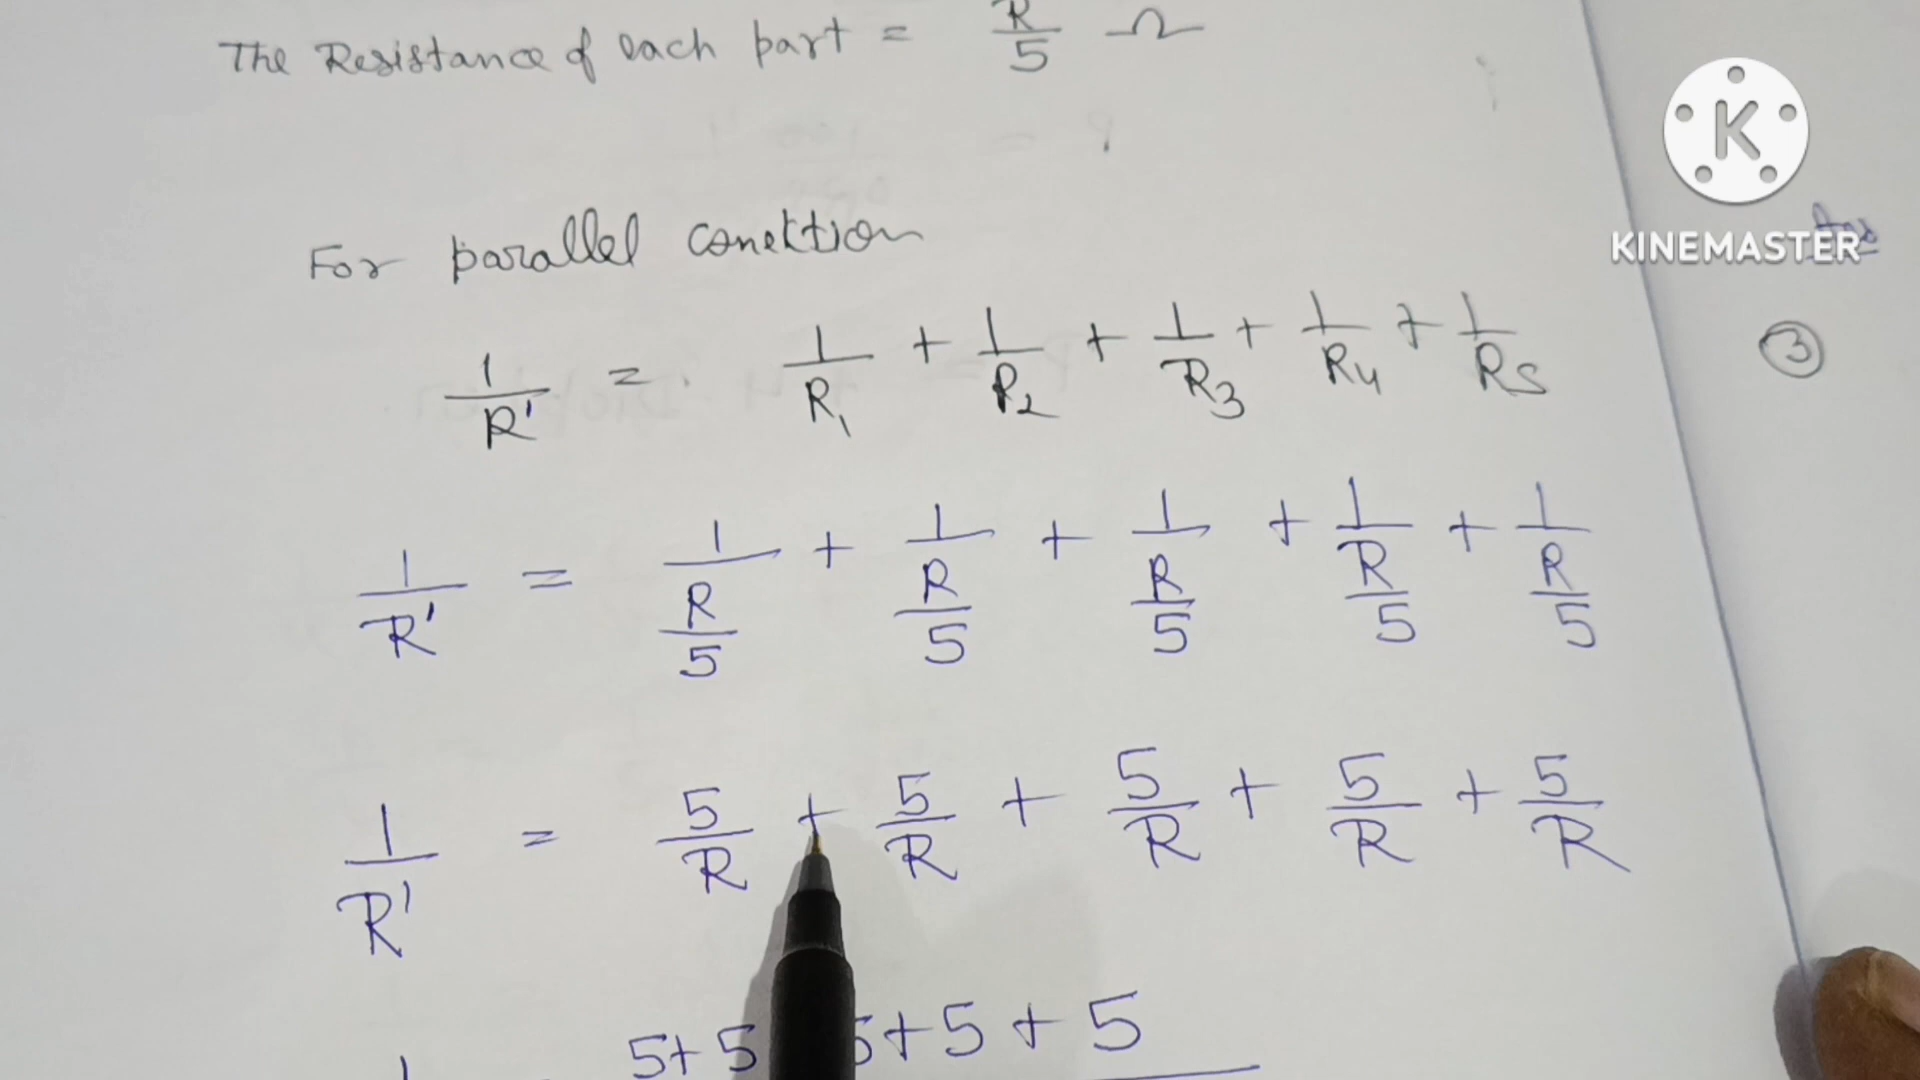 The Resistance of each part = R/5 Ω
K
KINEMASTER
For parallel conektion
1/R' = 1/R1 + 1/R2 + 1/R3 + 1/R4 + 1/R5
3
1/R' = 1/(R/5) + 1/(R/5) + 1/(R/5) + 1/(R/5) + 1/(R/5)
1/R' = 5/R + 5/R + 5/R + 5/R + 5/R
5+ 5 5+5 + 5